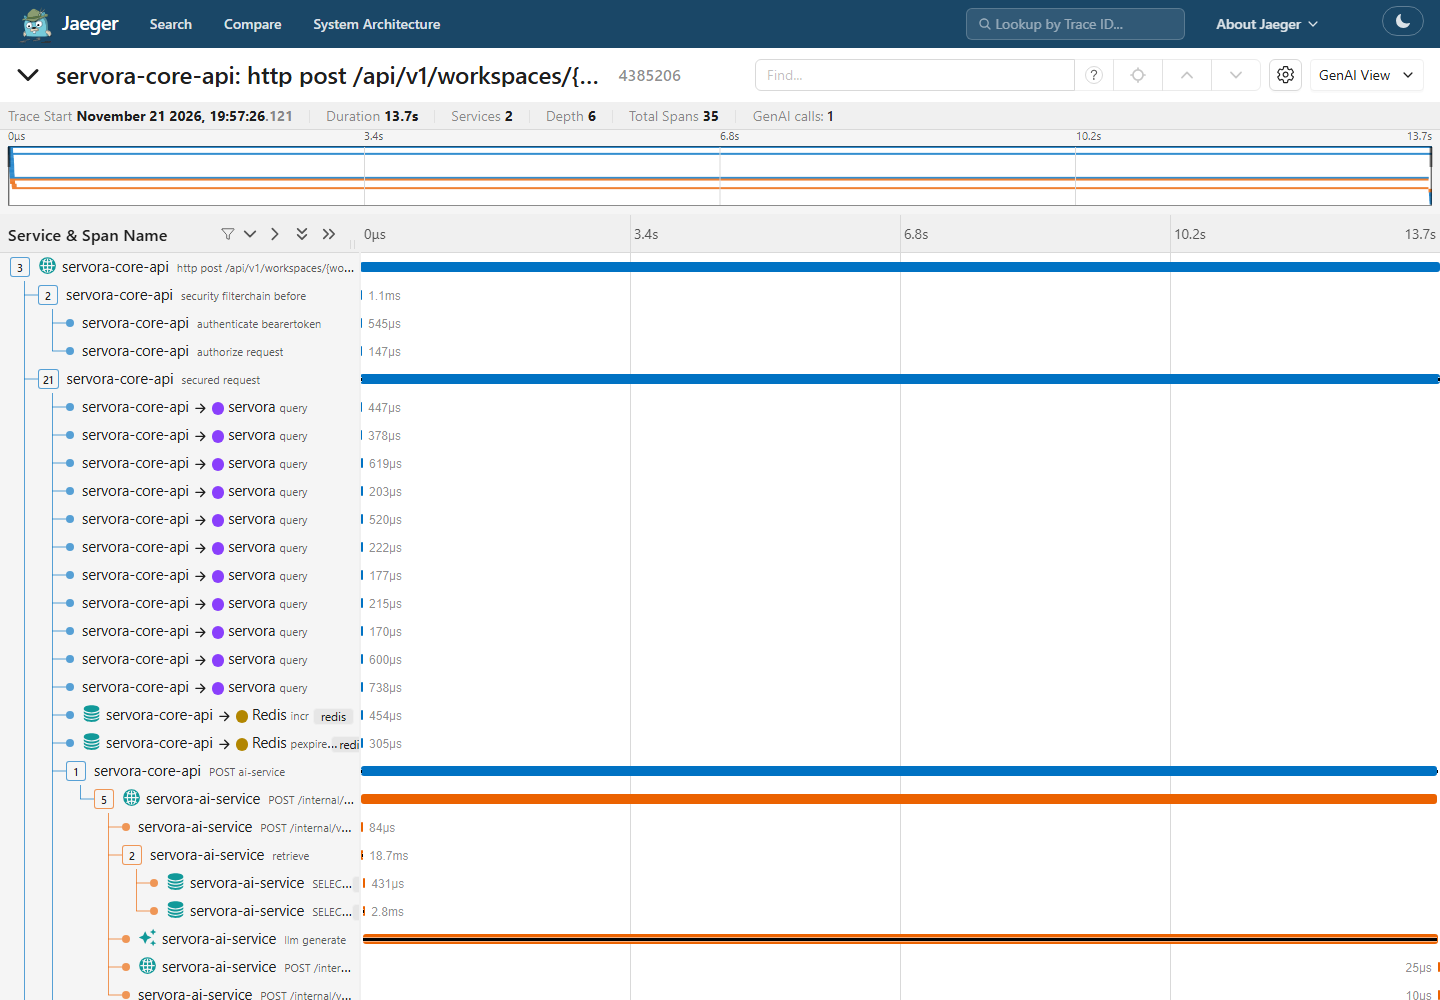 Jaeger Search Compare System Architecture Lookup by Trace ID... About Jaeger
servora-core-api: http post /api/v1/workspaces/{... 4385206 Find... ? GenAI View
Trace Start November 21 2026, 19:57:26.121 Duration 13.7s Services 2 Depth 6 Total Spans 35 GenAI calls: 1
0μs 3.4s 6.8s 10.2s 13.7s
Service & Span Name 0μs 3.4s 6.8s 10.2s 13.7s
3 servora-core-api http post /api/v1/workspaces/{wo...
2 servora-core-api security filterchain before 1.1ms
servora-core-api authenticate bearertoken 545μs
servora-core-api authorize request 147μs
21 servora-core-api secured request
servora-core-api → servora query 447μs
servora-core-api → servora query 378μs
servora-core-api → servora query 619μs
servora-core-api → servora query 203μs
servora-core-api → servora query 520μs
servora-core-api → servora query 222μs
servora-core-api → servora query 177μs
servora-core-api → servora query 215μs
servora-core-api → servora query 170μs
servora-core-api → servora query 600μs
servora-core-api → servora query 738μs
servora-core-api → Redis incr redis 454μs
servora-core-api → Redis pexpire... redi 305μs
1 servora-core-api POST ai-service
5 servora-ai-service POST /internal/...
servora-ai-service POST /internal/v... 84μs
2 servora-ai-service retrieve 18.7ms
servora-ai-service SELEC... 431μs
servora-ai-service SELEC... 2.8ms
servora-ai-service llm generate
servora-ai-service POST /inter... 25μs
servora-ai-service POST /internal/v... 10μs